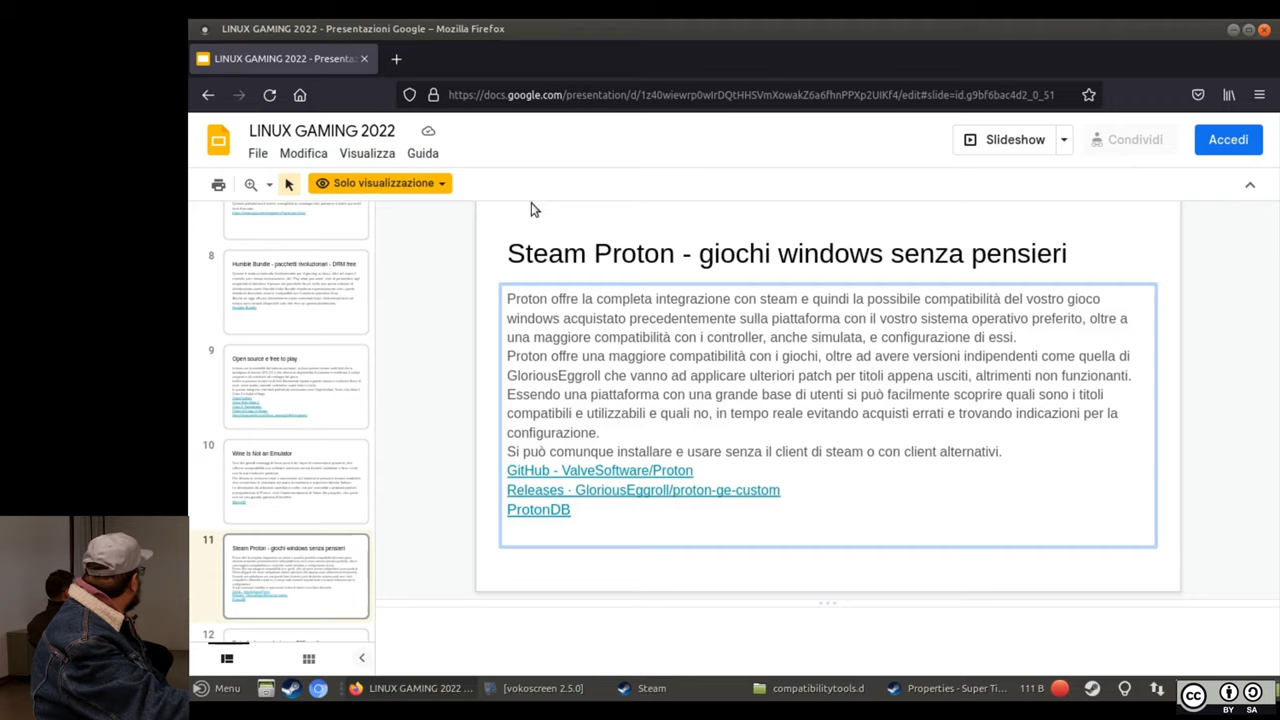 LINUX GAMING 2022 - Presentazioni Google – Mozilla Firefox
LINUX GAMING 2022 - Presenta
https://docs.google.com/presentation/d/1z40wiewrp0wIrDQtHHSVmXowakZ6a6fhnPPXp2UIKf4/edit#slide=id.g9bf6bac4d2_0_51
LINUX GAMING 2022
File Modifica Visualizza Guida
Slideshow
Condividi
Accedi
Solo visualizzazione
8
Humble Bundle - pacchetti rivoluzionari - DRM free
9
Open source e free to play
10
Wine Is Not an Emulator
11
Steam Proton - giochi windows senza pensieri
12
Steam Proton - giochi windows senza pensieri
Proton offre la completa integrazione con steam e quindi la possibile compatibilità del vostro gioco
windows acquistato precedentemente sulla piattaforma con il vostro sistema operativo preferito, oltre a
una maggiore compatibilità con i controller, anche simulata, e configurazione di essi.
Proton offre una maggiore compatibilità con i giochi, oltre ad avere versioni indipendenti come quella di
GloriousEggroll che offre ulteriori patch per titoli appena usciti o altrimenti non funzionanti.
essendo una piattaforma con una grande base di utenti si può facilmente scoprire quali sono i titoli
compatibili e utilizzabili e quali no in tempo reale evitando acquisti errati e offrendo indicazioni per la
configurazione.
Si può comunque installare e usare senza il client di steam o con client alternativi.
GitHub - ValveSoftware/Proton
Releases · GloriousEggroll/proton-ge-custom
ProtonDB
Menu
LINUX GAMING 2022 ...
[vokoscreen 2.5.0]
Steam
compatibilitytools.d
Properties - Super Ti...
111 B
CC BY SA